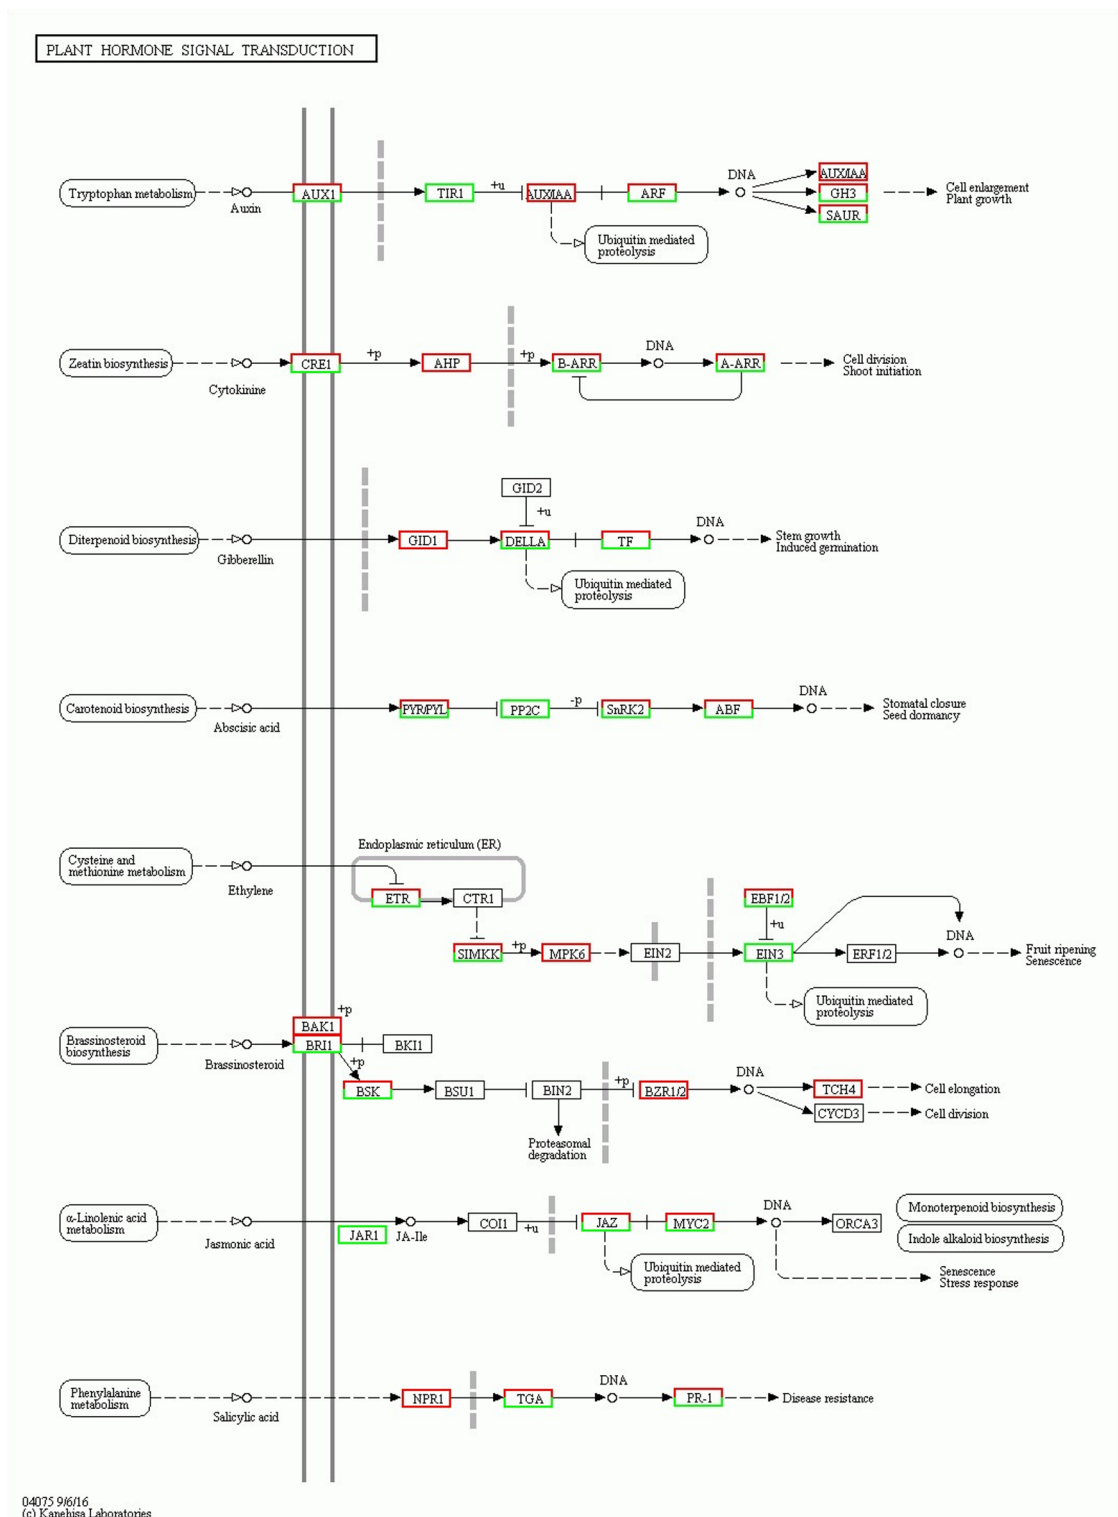 PLANT HORMONE SIGNAL TRANSDUCTION
Tryptophan metabolism
Auxin
AUX1
TIR1
+u
AUX/IAA
ARF
DNA
AUX/IAA
GH3
SAUR
Cell enlargement
Plant growth
Ubiquitin mediated
proteolysis
Zeatin biosynthesis
Cytokinine
CRE1
+p
AHP
+p
B-ARR
DNA
A-ARR
Cell division
Shoot initiation
GID2
+u
Diterpenoid biosynthesis
Gibberellin
GID1
DELLA
TF
DNA
Stem growth
Induced germination
Ubiquitin mediated
proteolysis
Carotenoid biosynthesis
Abscisic acid
PYR/PYL
PP2C
-p
SnRK2
ABF
DNA
Stomatal closure
Seed dormancy
Endoplasmic reticulum (ER)
Cysteine and
methionine metabolism
Ethylene
ETR
CTR1
EBF1/2
+u
SIMKK
+p
MPK6
EIN2
EIN3
ERF1/2
DNA
Fruit ripening
Senescence
Ubiquitin mediated
proteolysis
Brassinosteroid
biosynthesis
Brassinosteroid
BAK1
+p
BRI1
BKI1
+p
BSK
BSU1
BIN2
+p
BZR1/2
DNA
TCH4
Cell elongation
CYCD3
Cell division
Proteasomal
degradation
α-Linolenic acid
metabolism
Jasmonic acid
JAR1
JA-Ile
COI1
+u
JAZ
MYC2
DNA
ORCA3
Monoterpenoid biosynthesis
Indole alkaloid biosynthesis
Ubiquitin mediated
proteolysis
Senescence
Stress response
Phenylalanine
metabolism
Salicylic acid
NPR1
TGA
DNA
PR-1
Disease resistance
04075 9/6/16
(c) Kanehisa Laboratories